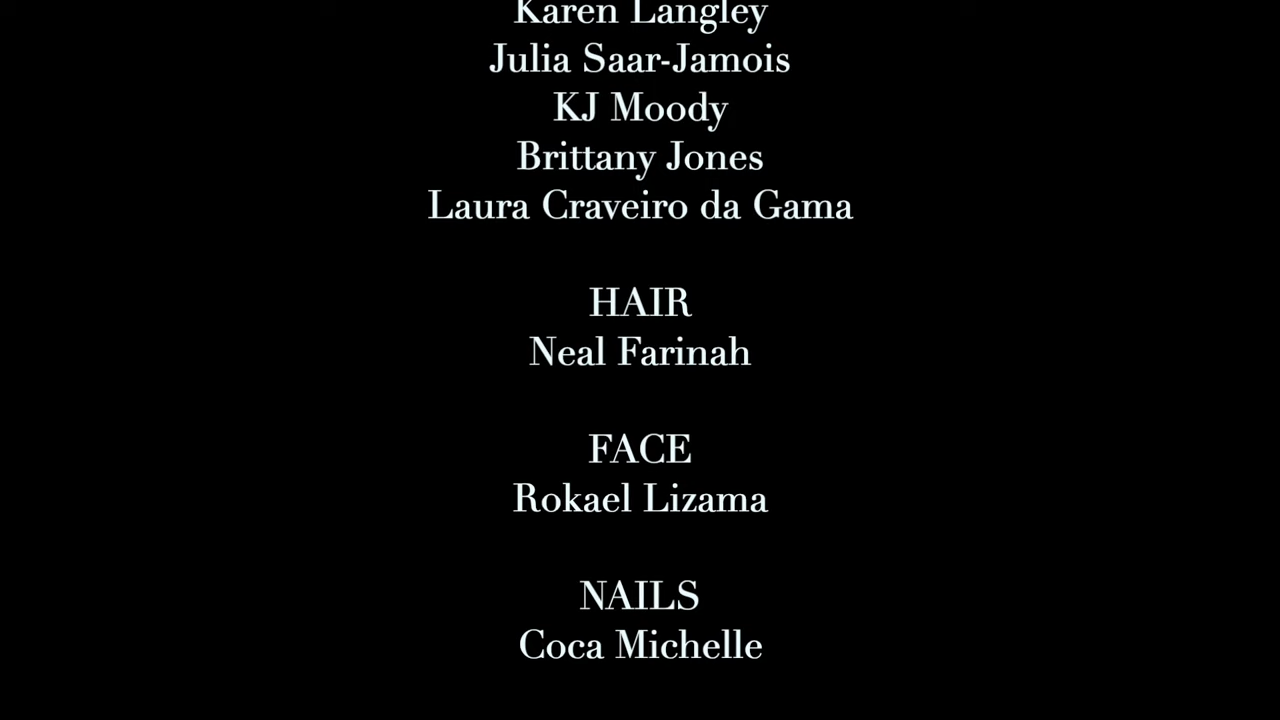 Karen Langley
Julia Saar-Jamois
KJ Moody
Brittany Jones
Laura Craveiro da Gama
HAIR
Neal Farinah
FACE
Rokael Lizama
NAILS
Coca Michelle